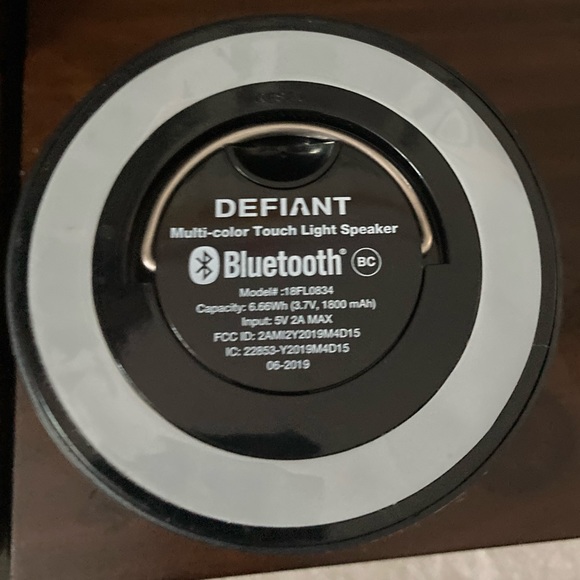 DEFIANT
Multi-color Touch Light Speaker
Bluetooth® BC
Model# :18FL0834
Capacity: 6.66Wh (3.7V, 1800 mAh)
Input: 5V 2A MAX
FCC ID: 2AMI2Y2019M4D15
IC: 22853-Y2019M4D15
06-2019